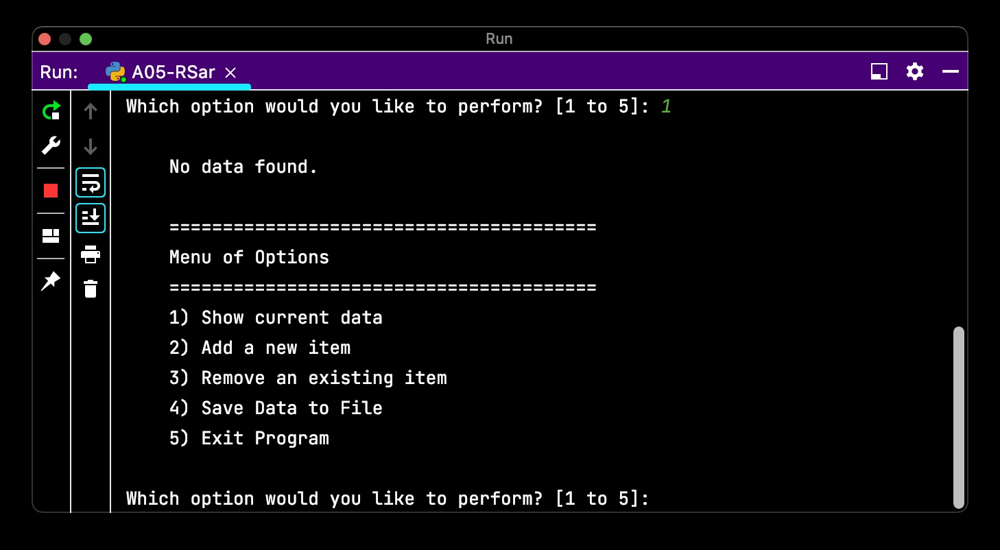 Run
Run: A05-RSar
Which option would you like to perform? [1 to 5]: 1
No data found.
========================================
Menu of Options
========================================
1) Show current data
2) Add a new item
3) Remove an existing item
4) Save Data to File
5) Exit Program
Which option would you like to perform? [1 to 5]: